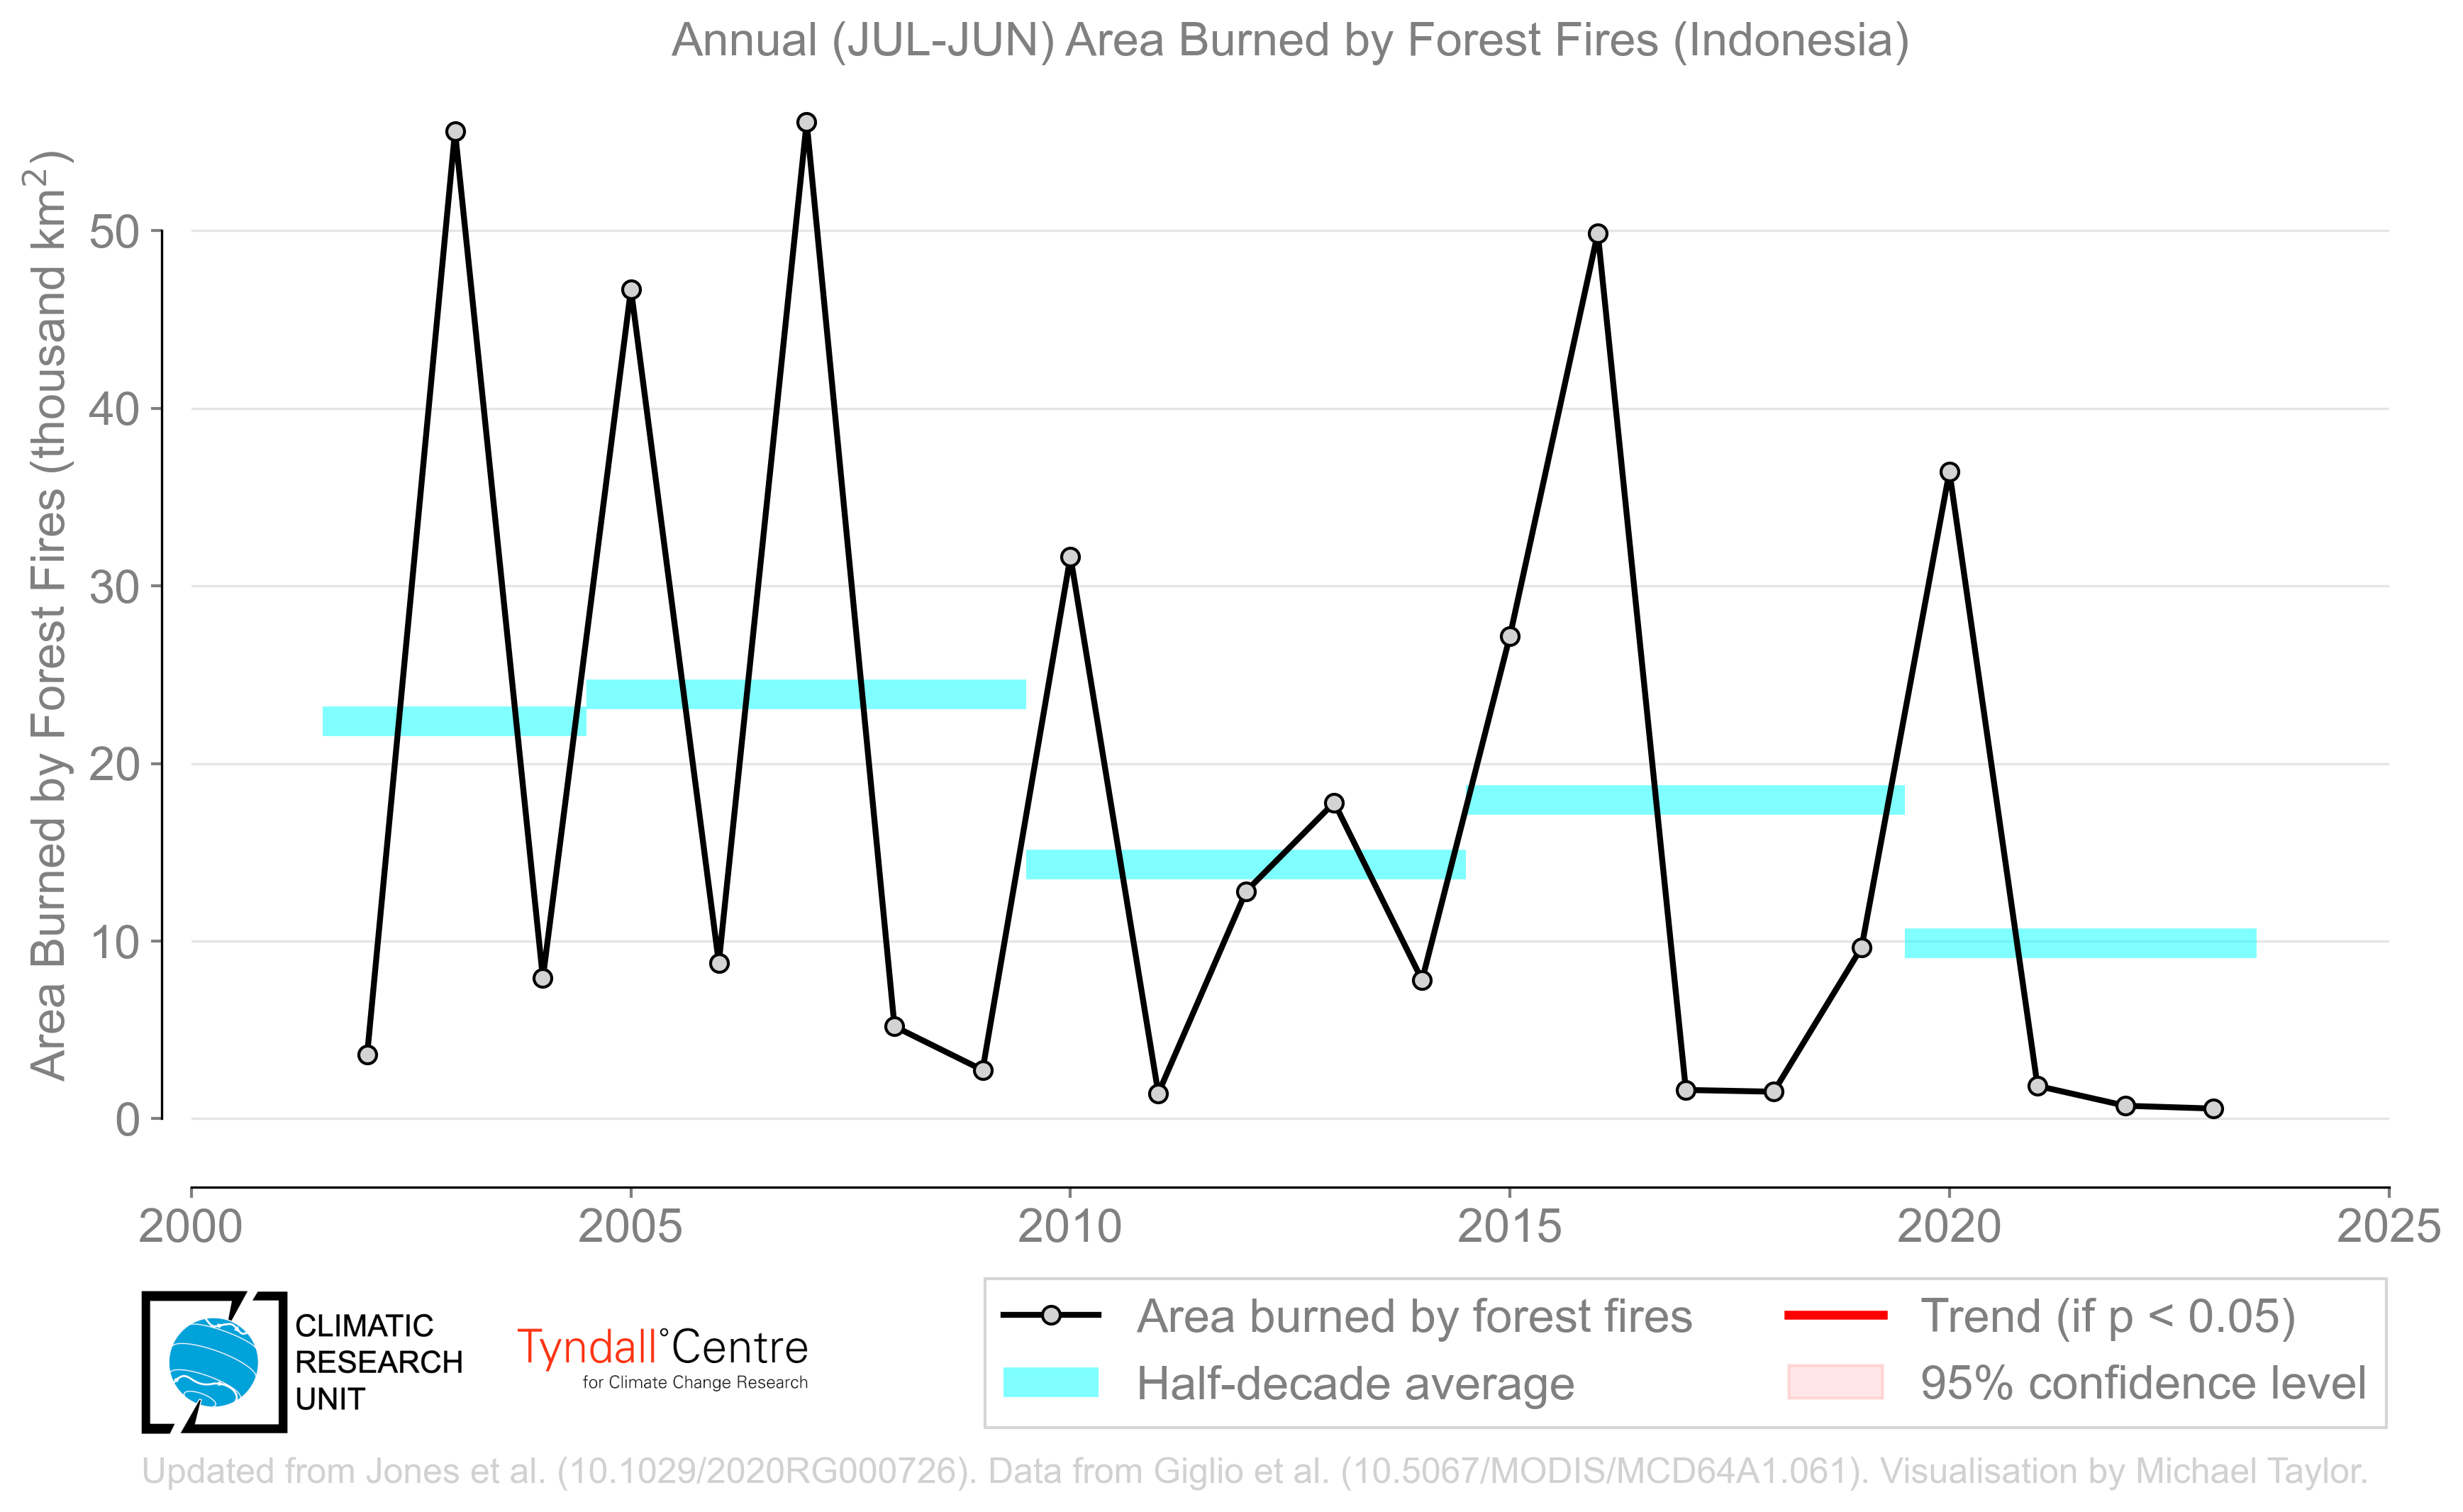 Annual (JUL-JUN) Area Burned by Forest Fires (Indonesia)
Area Burned by Forest Fires (thousand km²)
50
40
30
20
10
0
2000 2005 2010 2015 2020 2025
CLIMATIC
RESEARCH
UNIT
Tyndall°Centre
for Climate Change Research
Area burned by forest fires
Half-decade average
Trend (if p < 0.05)
95% confidence level
Updated from Jones et al. (10.1029/2020RG000726). Data from Giglio et al. (10.5067/MODIS/MCD64A1.061). Visualisation by Michael Taylor.